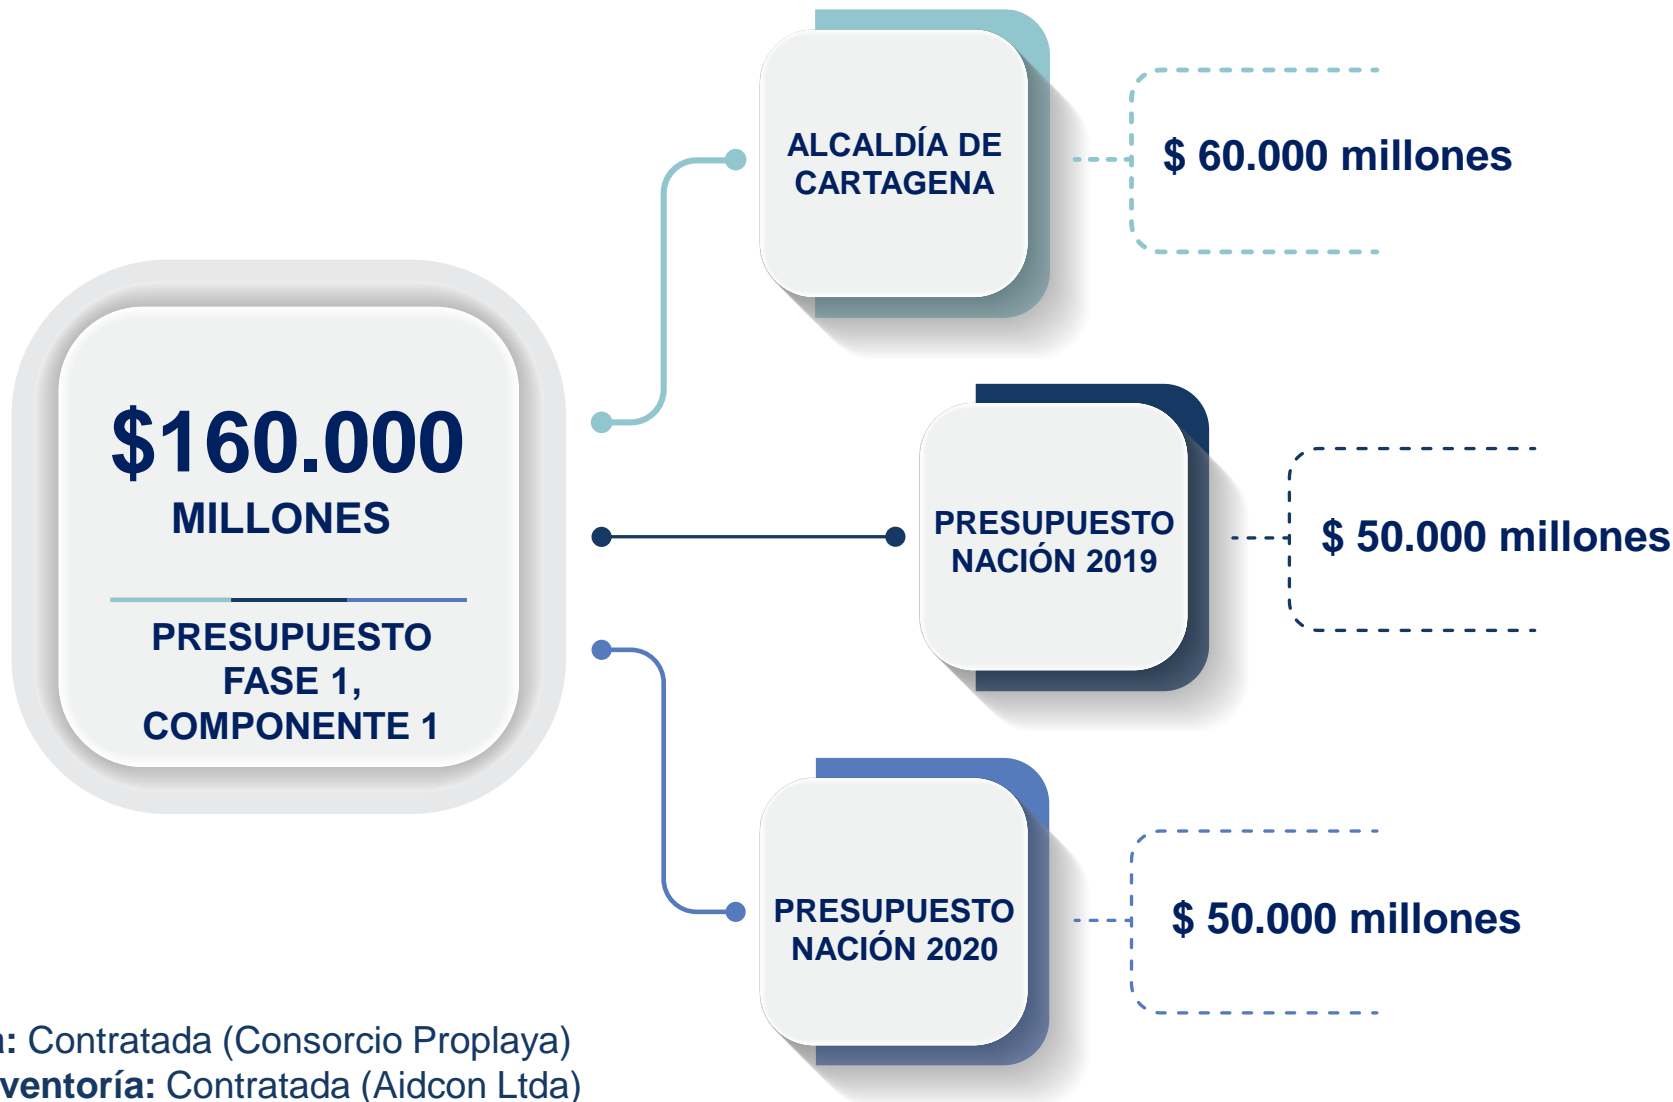 $160.000
MILLONES
PRESUPUESTO
FASE 1,
COMPONENTE 1
ALCALDÍA DE
CARTAGENA
$ 60.000 millones
PRESUPUESTO
NACIÓN 2019
$ 50.000 millones
PRESUPUESTO
NACIÓN 2020
$ 50.000 millones
Contratada (Consorcio Proplaya)
ventoría: Contratada (Aidcon Ltda)